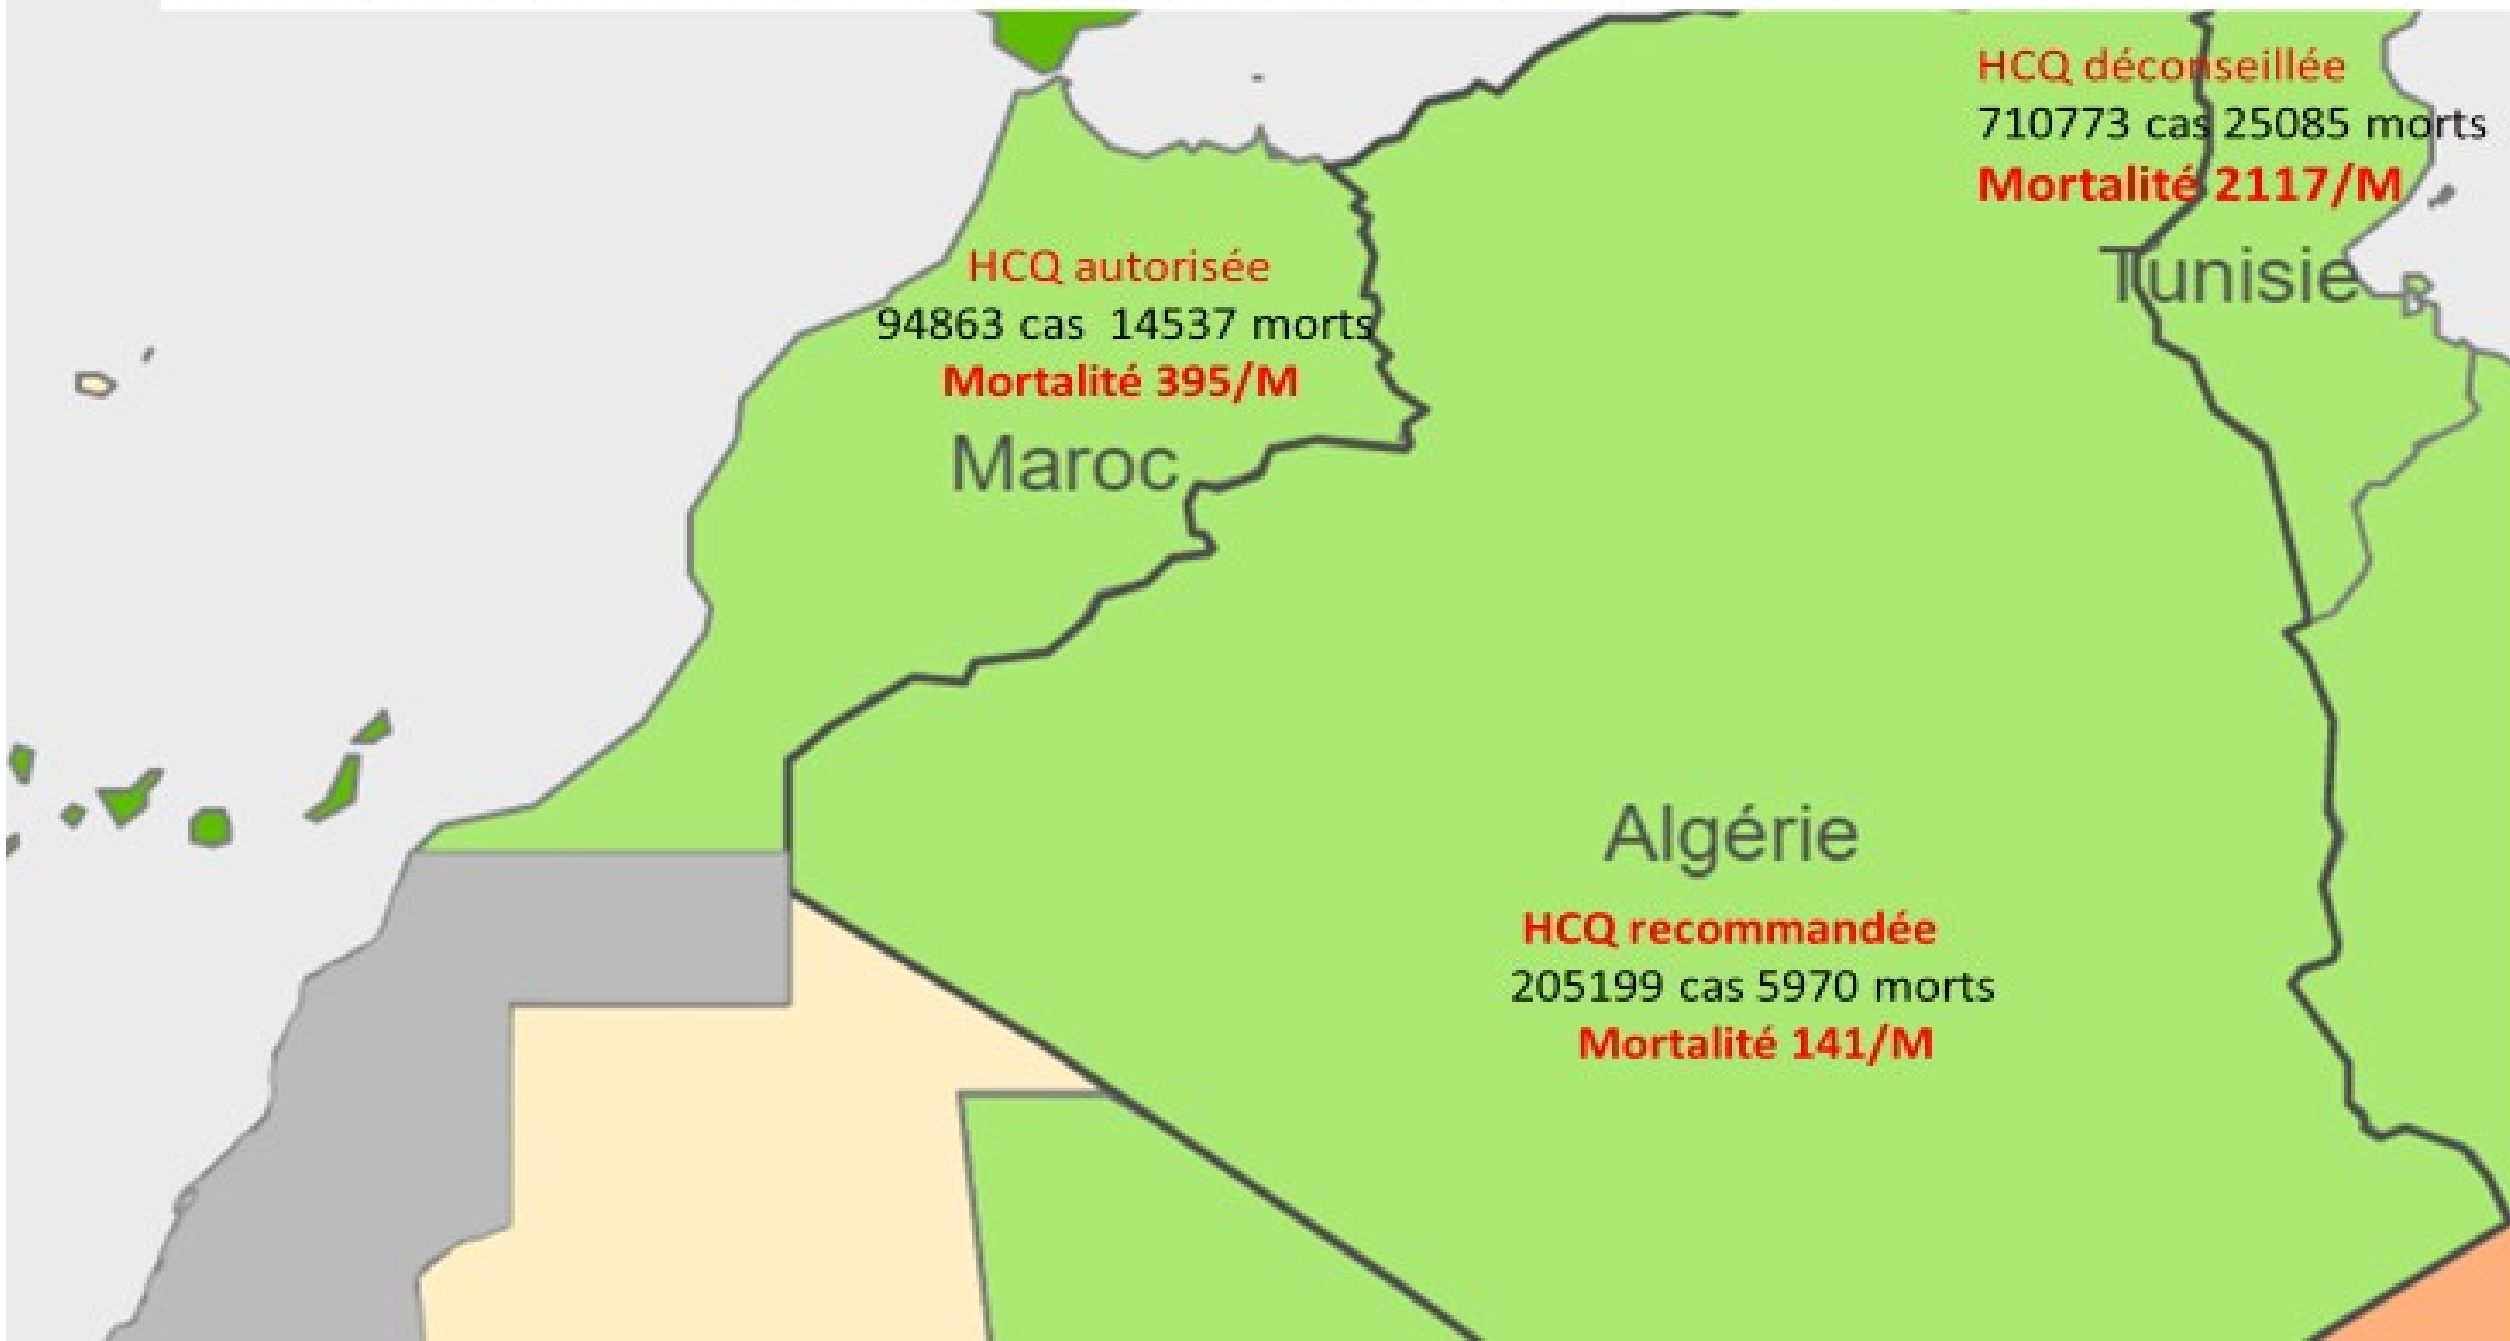 HCQ déconseillée
710773 cas 25085 morts
Mortalité 2117/M
Tunisie
HCQ autorisée
94863 cas 14537 morts
Mortalité 395/M
Maroc
Algérie
HCQ recommandée
205199 cas 5970 morts
Mortalité 141/M